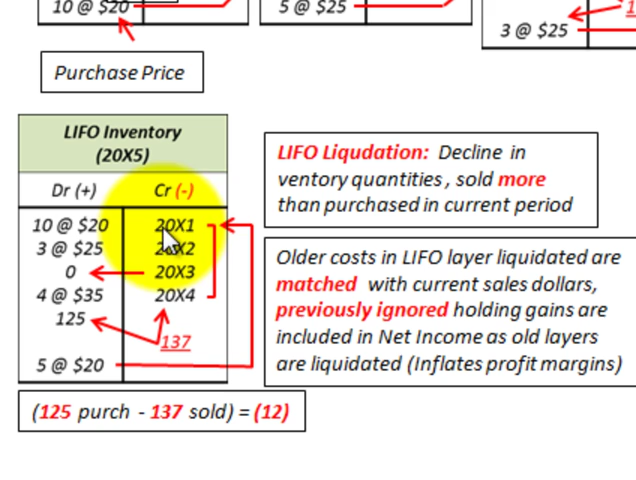 10 @ $20
5 @ $25
3 @ $25
Purchase Price
LIFO Inventory
(20X5)
Dr (+)
Cr (-)
10 @ $20
20X1
3 @ $25
20X2
0
20X3
4 @ $35
20X4
125
137
5 @ $20
LIFO Liqudation: Decline in
ventory quantities , sold more
than purchased in current period
Older costs in LIFO layer liquidated are
matched with current sales dollars,
previously ignored holding gains are
included in Net Income as old layers
are liquidated (Inflates profit margins)
(125 purch - 137 sold) = (12)